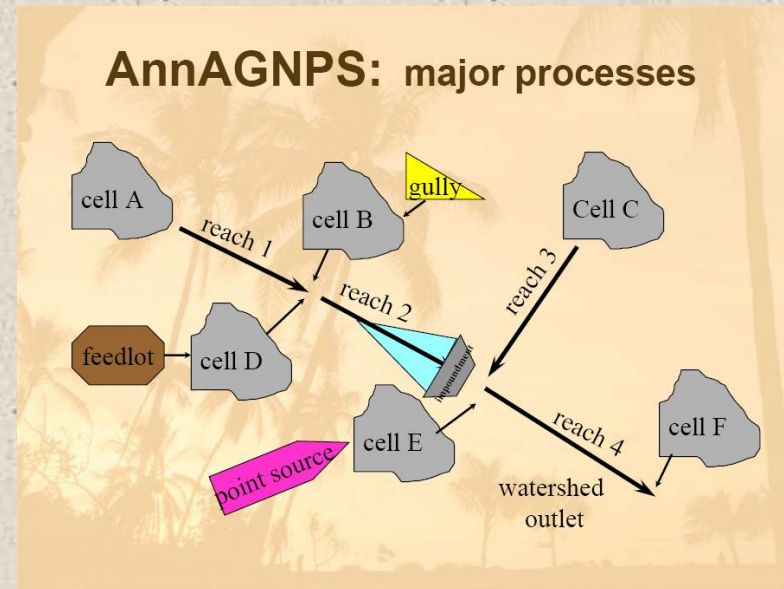 AnnAGNPS: major processes
cell A
reach 1
cell B
gully
Cell C
reach 3
reach 2
feedlot
cell D
impoundment
cell E
point source
reach 4
cell F
watershed
outlet